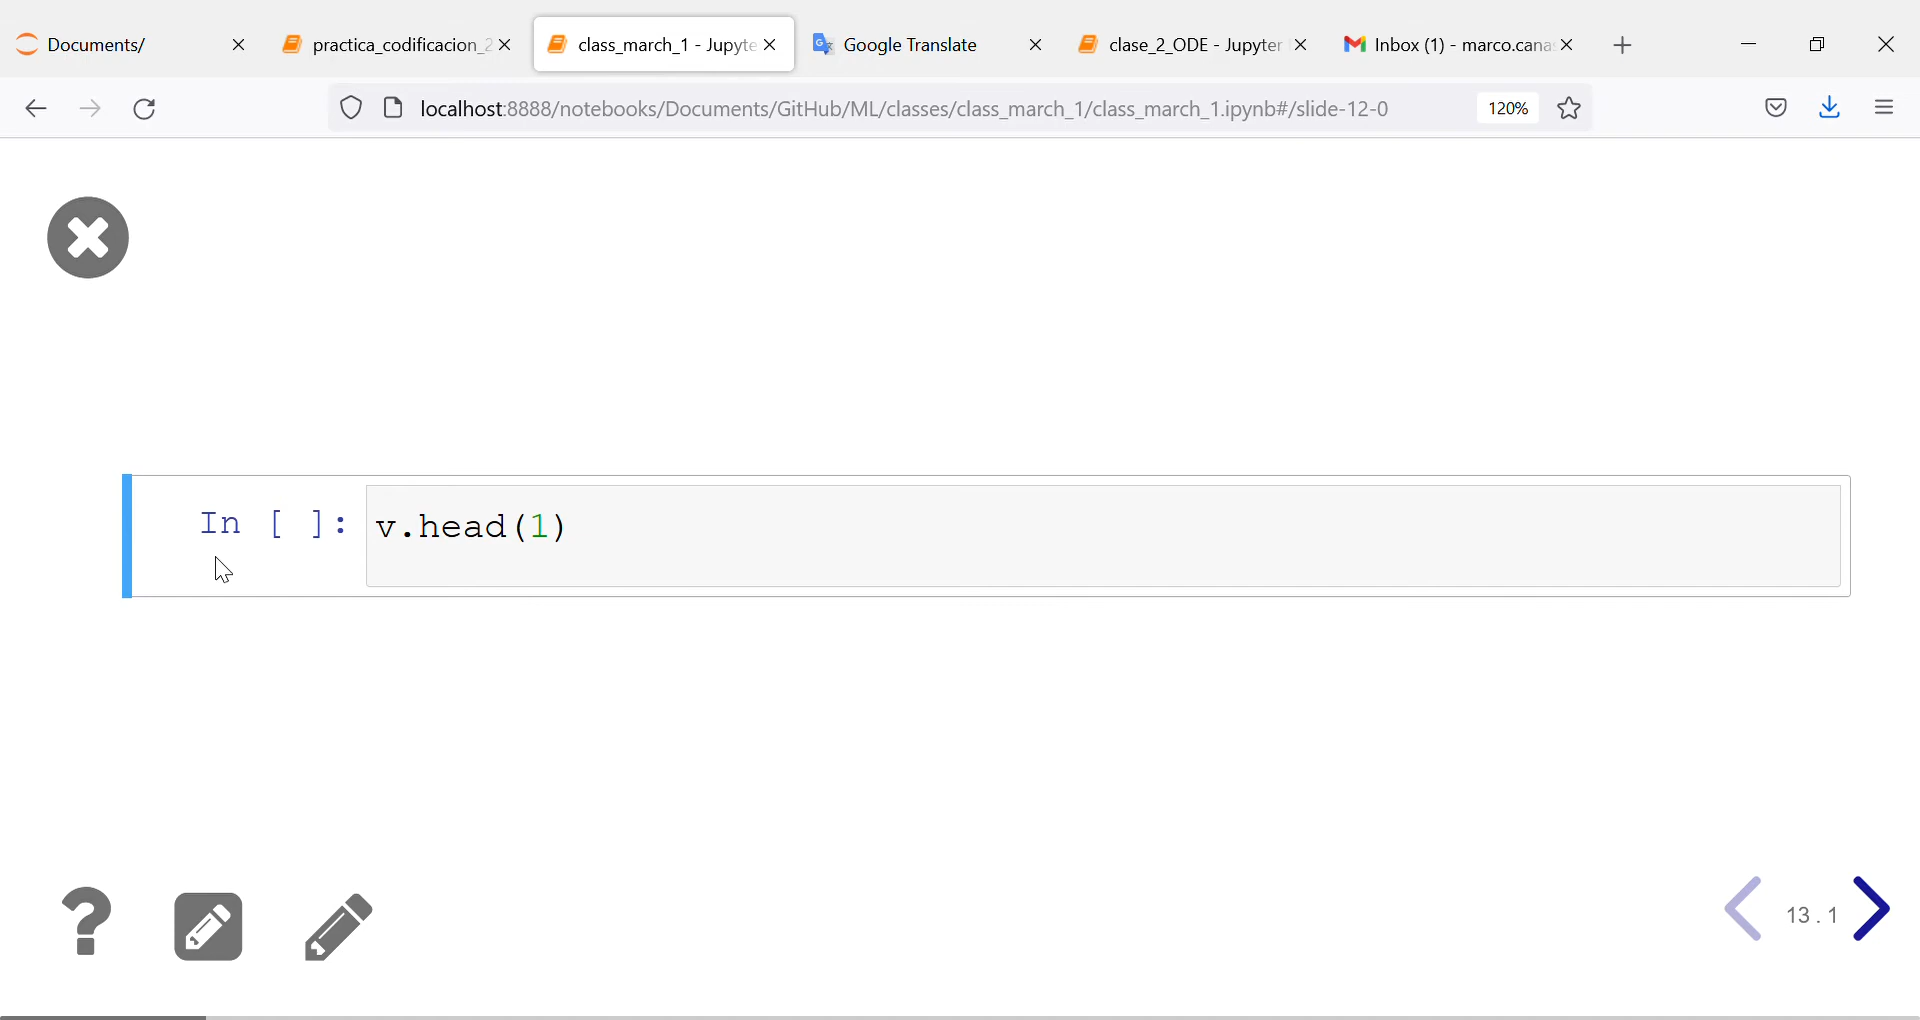 Documents/
practica_codificacion_2
class_march_1 - Jupyte
Google Translate
clase_2_ODE - Jupyter
Inbox (1) - marco.cana
localhost:8888/notebooks/Documents/GitHub/ML/classes/class_march_1/class_march_1.ipynb#/slide-12-0
120%
In [ ]: v.head(1)
13.1